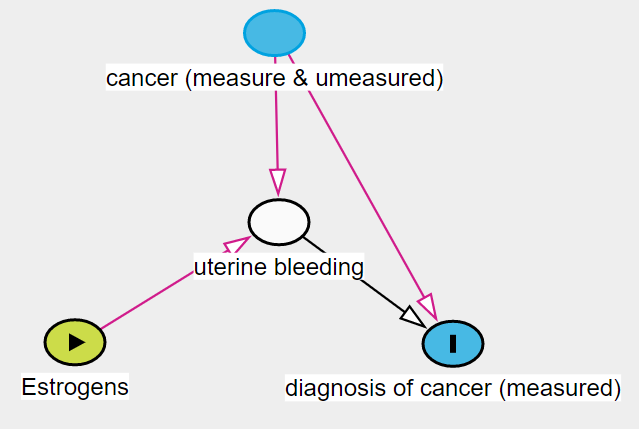 cancer (measure & umeasured)
uterine bleeding
Estrogens
diagnosis of cancer (measured)